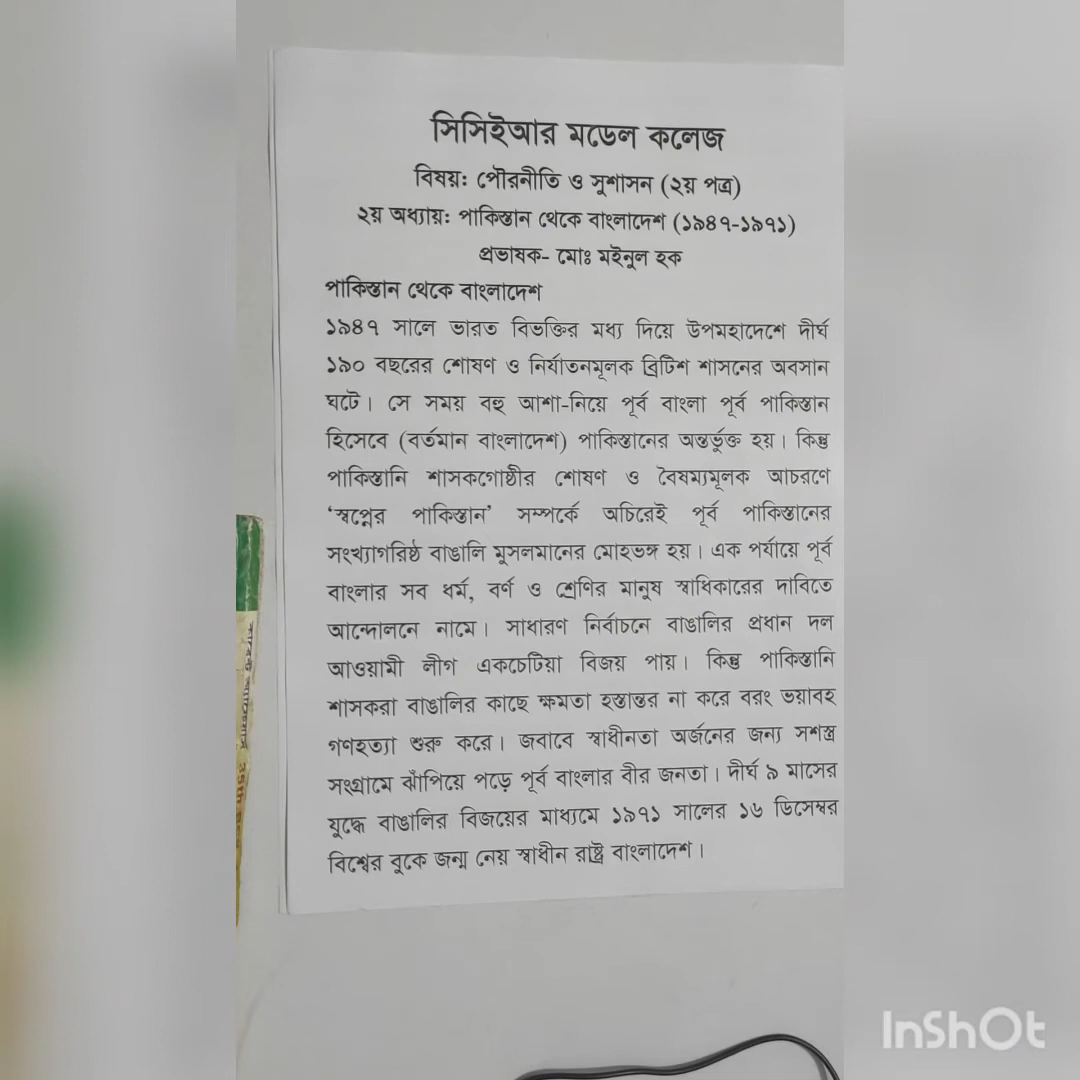 সিসিইআর মডেল কলেজ
বিষয়: পৌরনীতি ও সুশাসন (২য় পত্র)
২য় অধ্যায়: পাকিস্তান থেকে বাংলাদেশ (১৯৪৭-১৯৭১)
প্রভাষক- মোঃ মইনুল হক
পাকিস্তান থেকে বাংলাদেশ
১৯৪৭ সালে ভারত বিভক্তির মধ্য দিয়ে উপমহাদেশে দীর্ঘ
১৯০ বছরের শোষণ ও নির্যাতনমূলক ব্রিটিশ শাসনের অবসান
ঘটে। সে সময় বহু আশা-নিয়ে পূর্ব বাংলা পূর্ব পাকিস্তান
হিসেবে (বর্তমান বাংলাদেশ) পাকিস্তানের অন্তর্ভুক্ত হয়। কিন্তু
পাকিস্তানি শাসকগোষ্ঠীর শোষণ ও বৈষম্যমূলক আচরণে
‘স্বপ্নের পাকিস্তান’ সম্পর্কে অচিরেই পূর্ব পাকিস্তানের
সংখ্যাগরিষ্ঠ বাঙালি মুসলমানের মোহভঙ্গ হয়। এক পর্যায়ে পূর্ব
বাংলার সব ধর্ম, বর্ণ ও শ্রেণির মানুষ স্বাধিকারের দাবিতে
আন্দোলনে নামে। সাধারণ নির্বাচনে বাঙালির প্রধান দল
আওয়ামী লীগ একচেটিয়া বিজয় পায়। কিন্তু পাকিস্তানি
শাসকরা বাঙালির কাছে ক্ষমতা হস্তান্তর না করে বরং ভয়াবহ
গণহত্যা শুরু করে। জবাবে স্বাধীনতা অর্জনের জন্য সশস্ত্র
সংগ্রামে ঝাঁপিয়ে পড়ে পূর্ব বাংলার বীর জনতা। দীর্ঘ ৯ মাসের
যুদ্ধে বাঙালির বিজয়ের মাধ্যমে ১৯৭১ সালের ১৬ ডিসেম্বর
বিশ্বের বুকে জন্ম নেয় স্বাধীন রাষ্ট্র বাংলাদেশ।
35th
InShOt